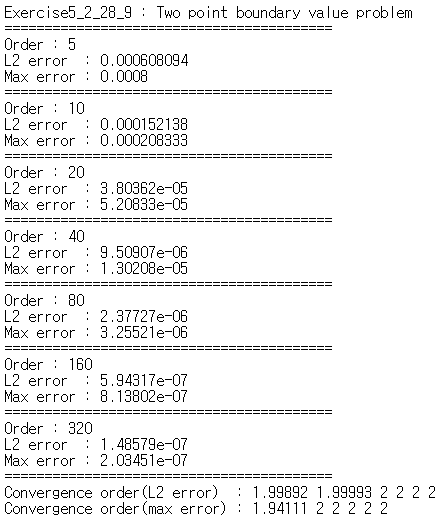 Exercise5_2_28_9 : Two point boundary value problem
=========================================
Order : 5
L2 error  : 0.000608094
Max error : 0.0008
=========================================
Order : 10
L2 error  : 0.000152138
Max error : 0.000208333
=========================================
Order : 20
L2 error  : 3.80362e-05
Max error : 5.20833e-05
=========================================
Order : 40
L2 error  : 9.50907e-06
Max error : 1.30208e-05
=========================================
Order : 80
L2 error  : 2.37727e-06
Max error : 3.25521e-06
=========================================
Order : 160
L2 error  : 5.94317e-07
Max error : 8.13802e-07
=========================================
Order : 320
L2 error  : 1.48579e-07
Max error : 2.03451e-07
=========================================
Convergence order(L2 error)  : 1.99892 1.99993 2 2 2 2
Convergence order(max error) : 1.94111 2 2 2 2 2